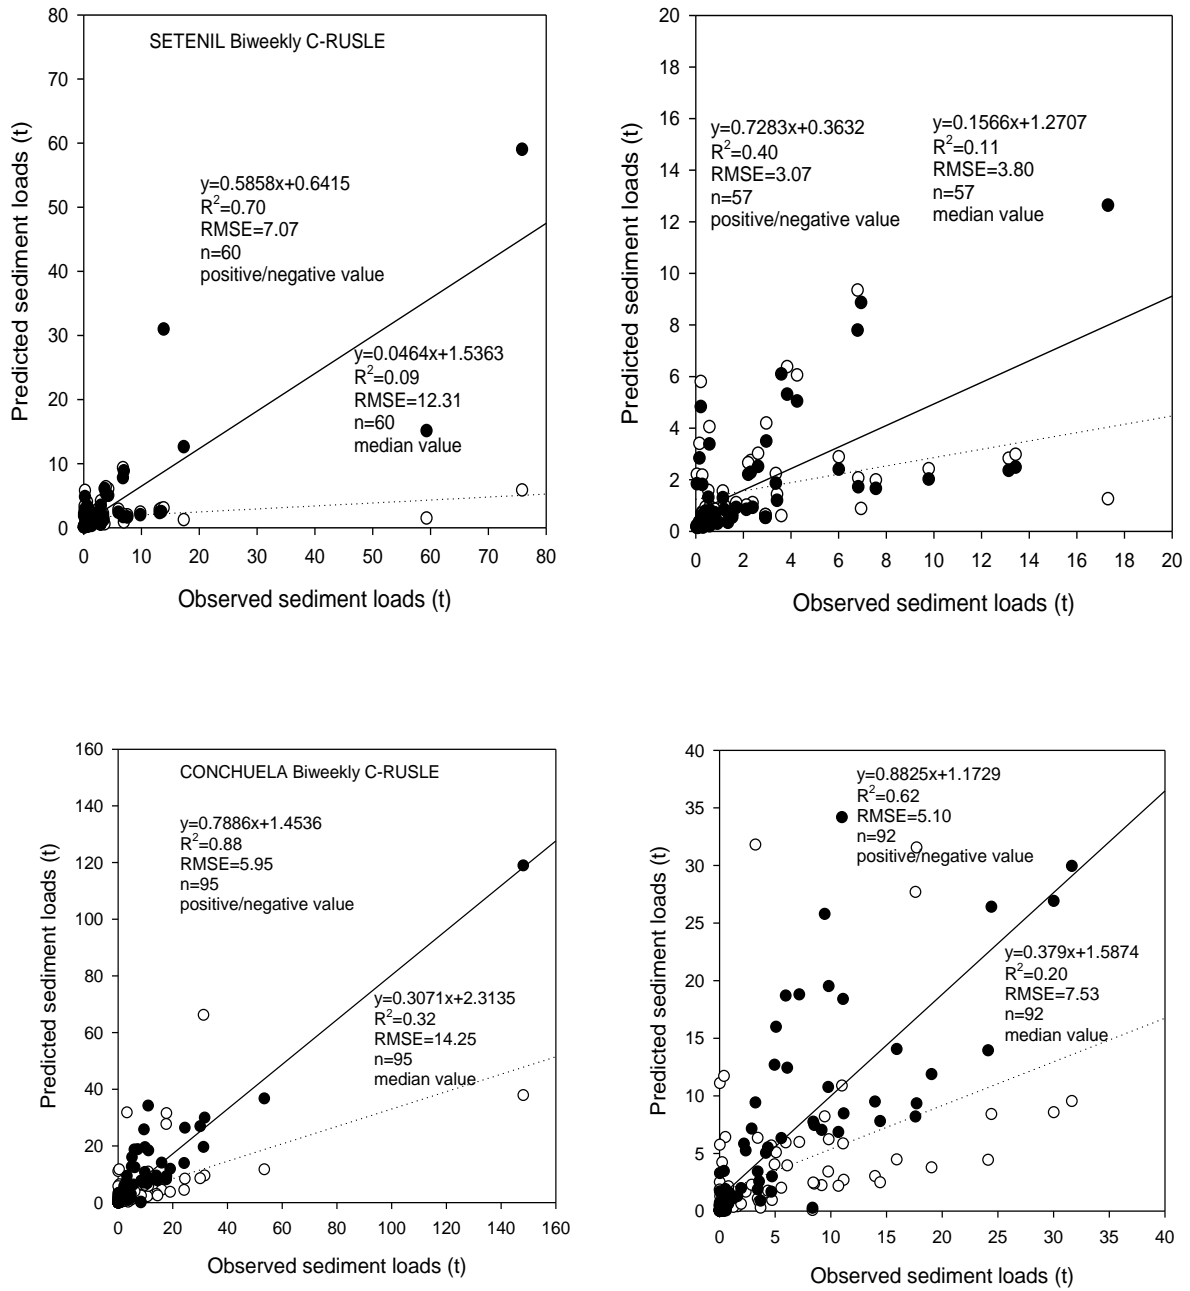 SETENIL Biweekly C-RUSLE
y=0.5858x+0.6415
R²=0.70
RMSE=7.07
n=60
positive/negative value
y=0.0464x+1.5363
R²=0.09
RMSE=12.31
n=60
median value
Predicted sediment loads (t)
80
70
60
50
40
30
20
10
0
0 10 20 30 40 50 60 70 80
Observed sediment loads (t)
y=0.7283x+0.3632
R²=0.40
RMSE=3.07
n=57
positive/negative value
y=0.1566x+1.2707
R²=0.11
RMSE=3.80
n=57
median value
Predicted sediment loads (t)
20
18
16
14
12
10
8
6
4
2
0
0 2 4 6 8 10 12 14 16 18 20
Observed sediment loads (t)
CONCHUELA Biweekly C-RUSLE
y=0.7886x+1.4536
R²=0.88
RMSE=5.95
n=95
positive/negative value
y=0.3071x+2.3135
R²=0.32
RMSE=14.25
n=95
median value
Predicted sediment loads (t)
160
140
120
100
80
60
40
20
0
0 20 40 60 80 100 120 140 160
Observed sediment loads (t)
y=0.8825x+1.1729
R²=0.62
RMSE=5.10
n=92
positive/negative value
y=0.379x+1.5874
R²=0.20
RMSE=7.53
n=92
median value
Predicted sediment loads (t)
40
35
30
25
20
15
10
5
0
0 5 10 15 20 25 30 35 40
Observed sediment loads (t)